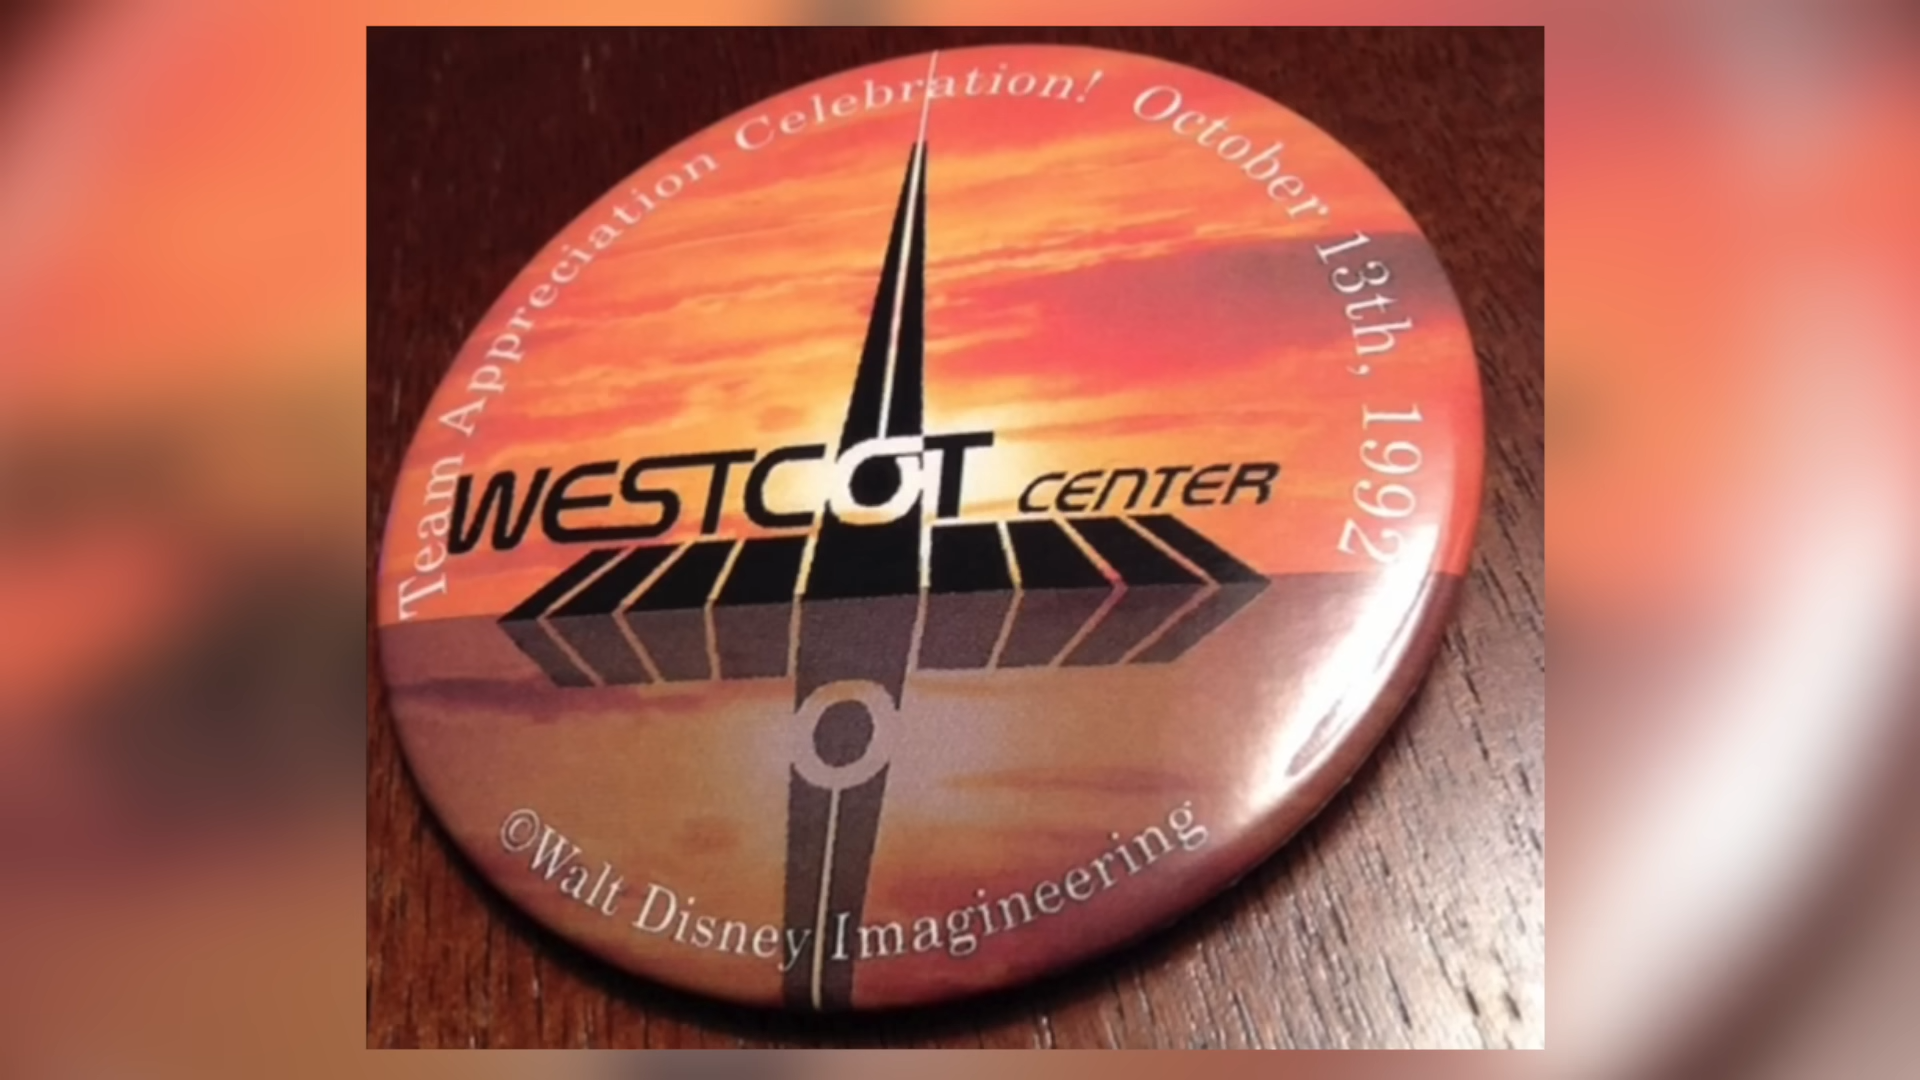 Team Appreciation Celebration! October 13th, 1992
WESTCOT CENTER
©Walt Disney Imagineering